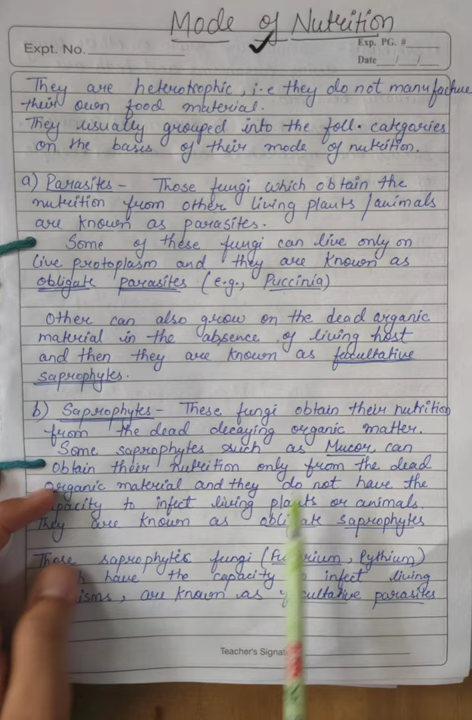 Mode of Nutrition
Expt. No.
Exp. PG. #
Date
They are heterotrophic, i.e they do not manufacture
their own food material.
They usually grouped into the foll. categories
on the basis of their mode of nutrition.
a) Parasites - Those fungi which obtain the
nutrition from other living plants /animals
are known as parasites.
Some of these fungi can live only on
live protoplasm and they are known as
obligate parasites (e.g., Puccinia)
Other can also grow on the dead organic
material in the absence of living host
and then they are known as facultative
saprophytes.
b) Saprophytes - These fungi obtain their nutrition
from the dead decaying organic matter.
Some saprophytes such as Mucor can
obtain their nutrition only from the dead
organic material and they do not have the
capacity to infect living plants or animals.
They are known as obligate saprophytes
Those saprophytic fungi (Fusarium, Pythium)
have the capacity infect living
are known as facultative parasites
Teacher's Signat